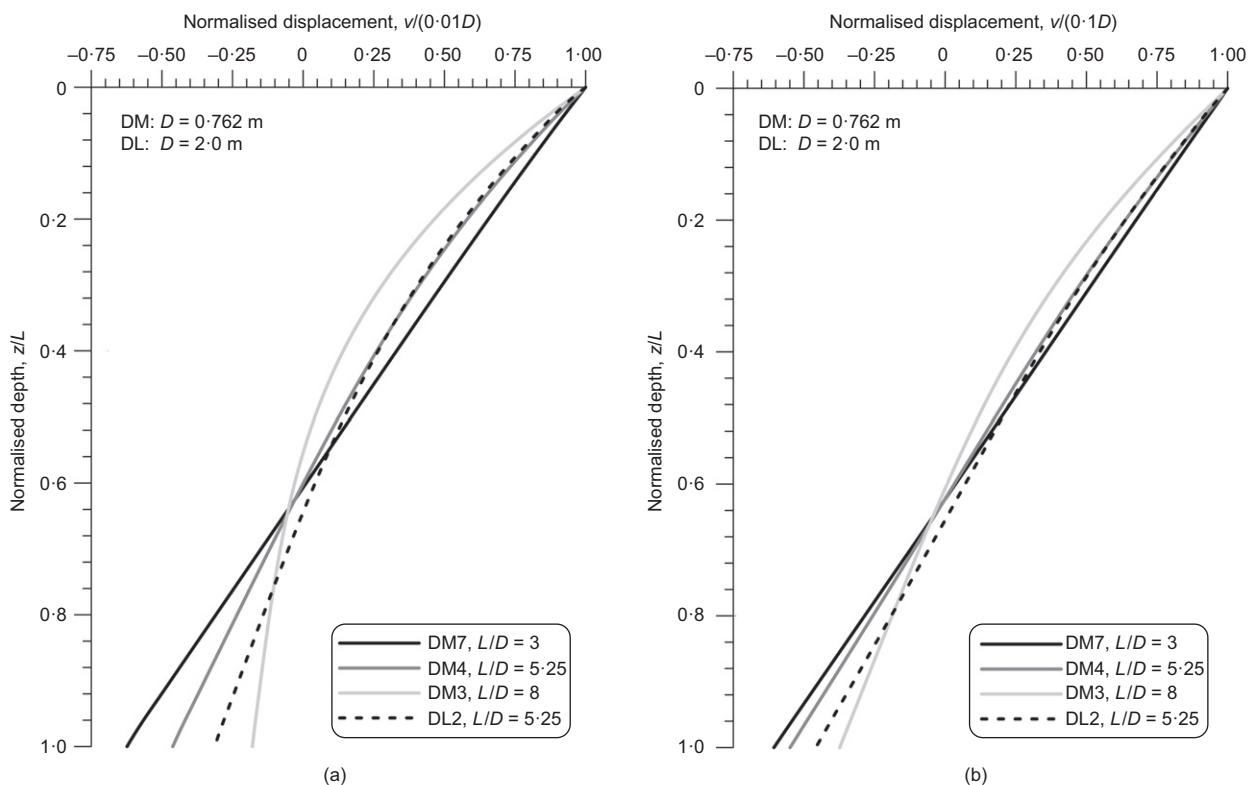 Normalised displacement, v/(0·01D)
–0·75 –0·50 –0·25 0 0·25 0·50 0·75 1·00
0
0·2
0·4
0·6
0·8
1·0
Normalised depth, z/L
DM: D = 0·762 m
DL: D = 2·0 m
DM7, L/D = 3
DM4, L/D = 5·25
DM3, L/D = 8
DL2, L/D = 5·25
(a)
Normalised displacement, v/(0·1D)
–0·75 –0·50 –0·25 0 0·25 0·50 0·75 1·00
0
0·2
0·4
0·6
0·8
1·0
Normalised depth, z/L
DM: D = 0·762 m
DL: D = 2·0 m
DM7, L/D = 3
DM4, L/D = 5·25
DM3, L/D = 8
DL2, L/D = 5·25
(b)